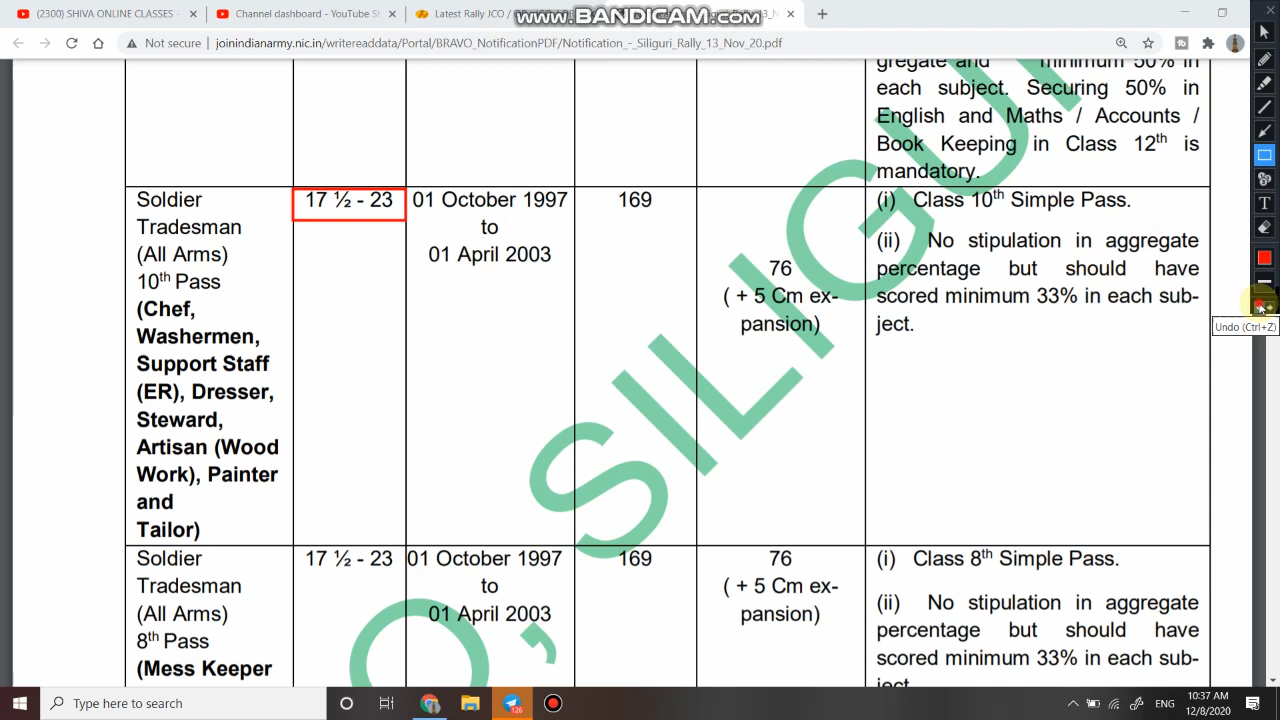 (2300) SHIVA ONLINE CLASSES -
Channel dashboard - YouTube St
Latest Rally JCO /
www.BANDICAM.com
Not secure
joinindianarmy.nic.in/writereaddata/Portal/BRAVO_NotificationPDF/Notification_-_Siliguri_Rally_13_Nov_20.pdf
gregate and minimum 50% in
each subject. Securing 50% in
English and Maths / Accounts /
Book Keeping in Class 12th is
mandatory.
Soldier
Tradesman
(All Arms)
10th Pass
(Chef,
Washermen,
Support Staff
(ER), Dresser,
Steward,
Artisan (Wood
Work), Painter
and
Tailor)
17 ½ - 23
01 October 1997
to
01 April 2003
169
76
( + 5 Cm ex-
pansion)
(i) Class 10th Simple Pass.
(ii) No stipulation in aggregate
percentage but should have
scored minimum 33% in each sub-
ject.
Soldier
Tradesman
(All Arms)
8th Pass
(Mess Keeper
17 ½ - 23
01 October 1997
to
01 April 2003
169
76
( + 5 Cm ex-
pansion)
(i) Class 8th Simple Pass.
(ii) No stipulation in aggregate
percentage but should have
scored minimum 33% in each sub-
ject.
O, SILIGURI
Undo (Ctrl+Z)
Type here to search
126
ENG
10:37 AM
12/8/2020